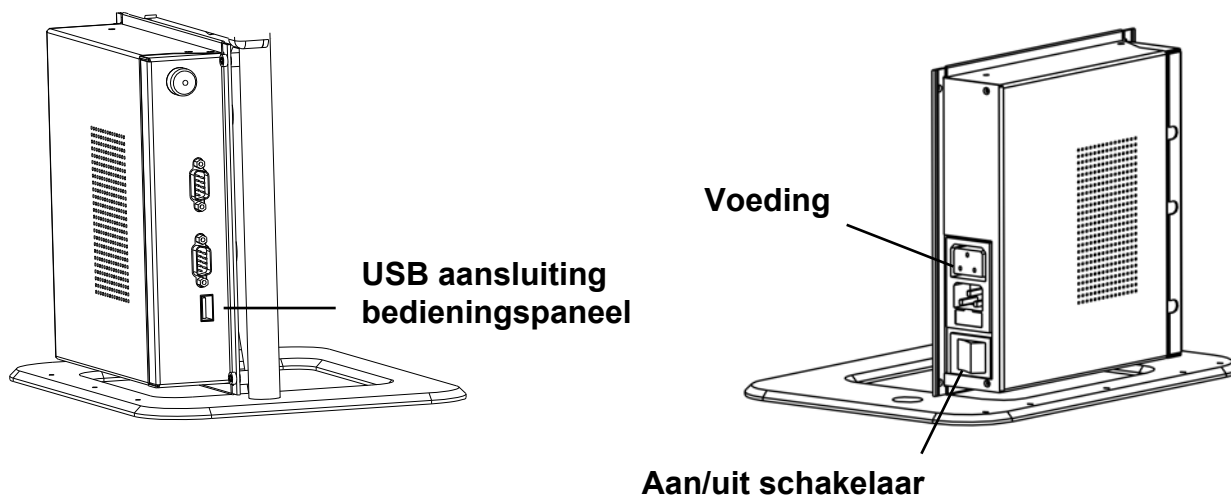 USB aansluiting
bedieningspaneel
Voeding
Aan/uit schakelaar